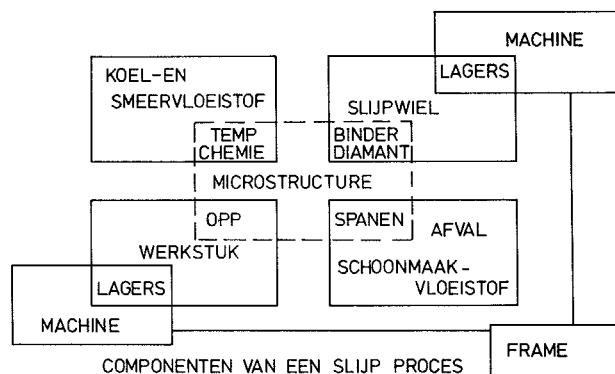 MACHINE
LAGERS
KOEL-EN
SMEERVLOEISTOF
SLIJPWIEL
TEMP
CHEMIE
BINDER
DIAMANT
MICROSTRUCTURE
OPP
WERKSTUK
SPANEN
AFVAL
SCHOONMAAK-
VLOEISTOF
LAGERS
MACHINE
FRAME
COMPONENTEN VAN EEN SLIJP PROCES